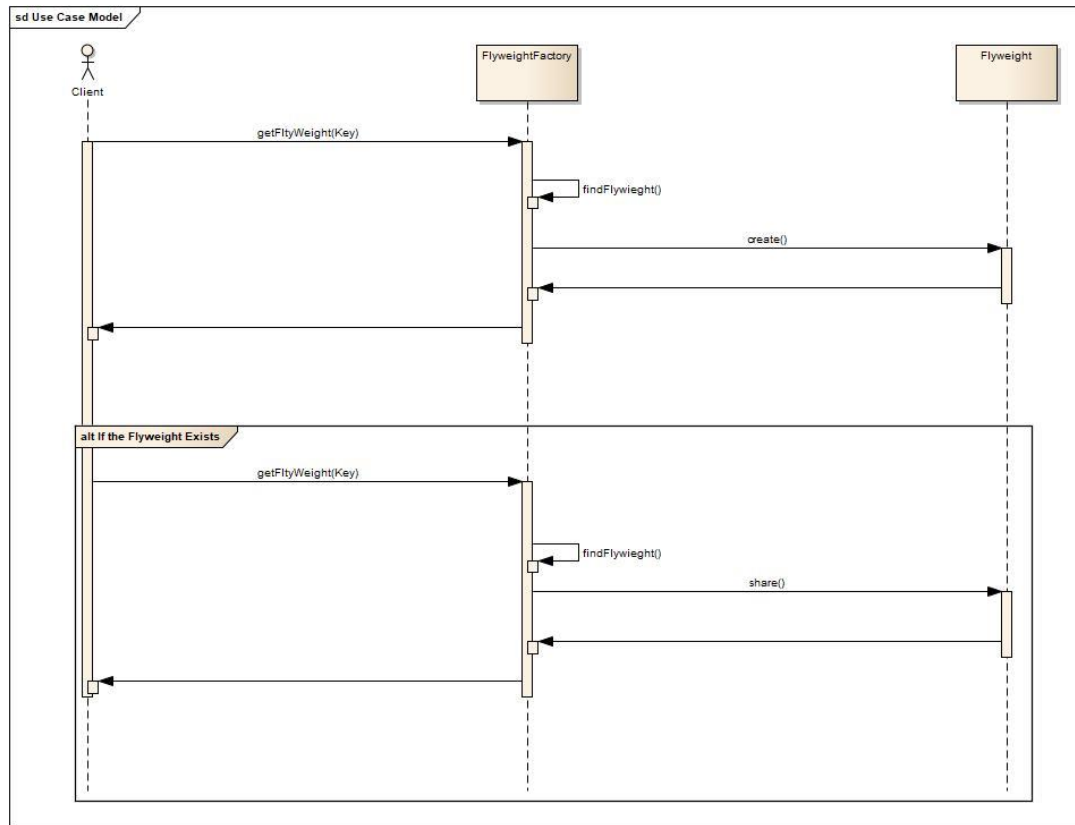 sd Use Case Model
Client
FlyweightFactory
Flyweight
getFltyWeight(Key)
findFlywieght()
create()
alt If the Flyweight Exists
getFltyWeight(Key)
findFlywieght()
share()